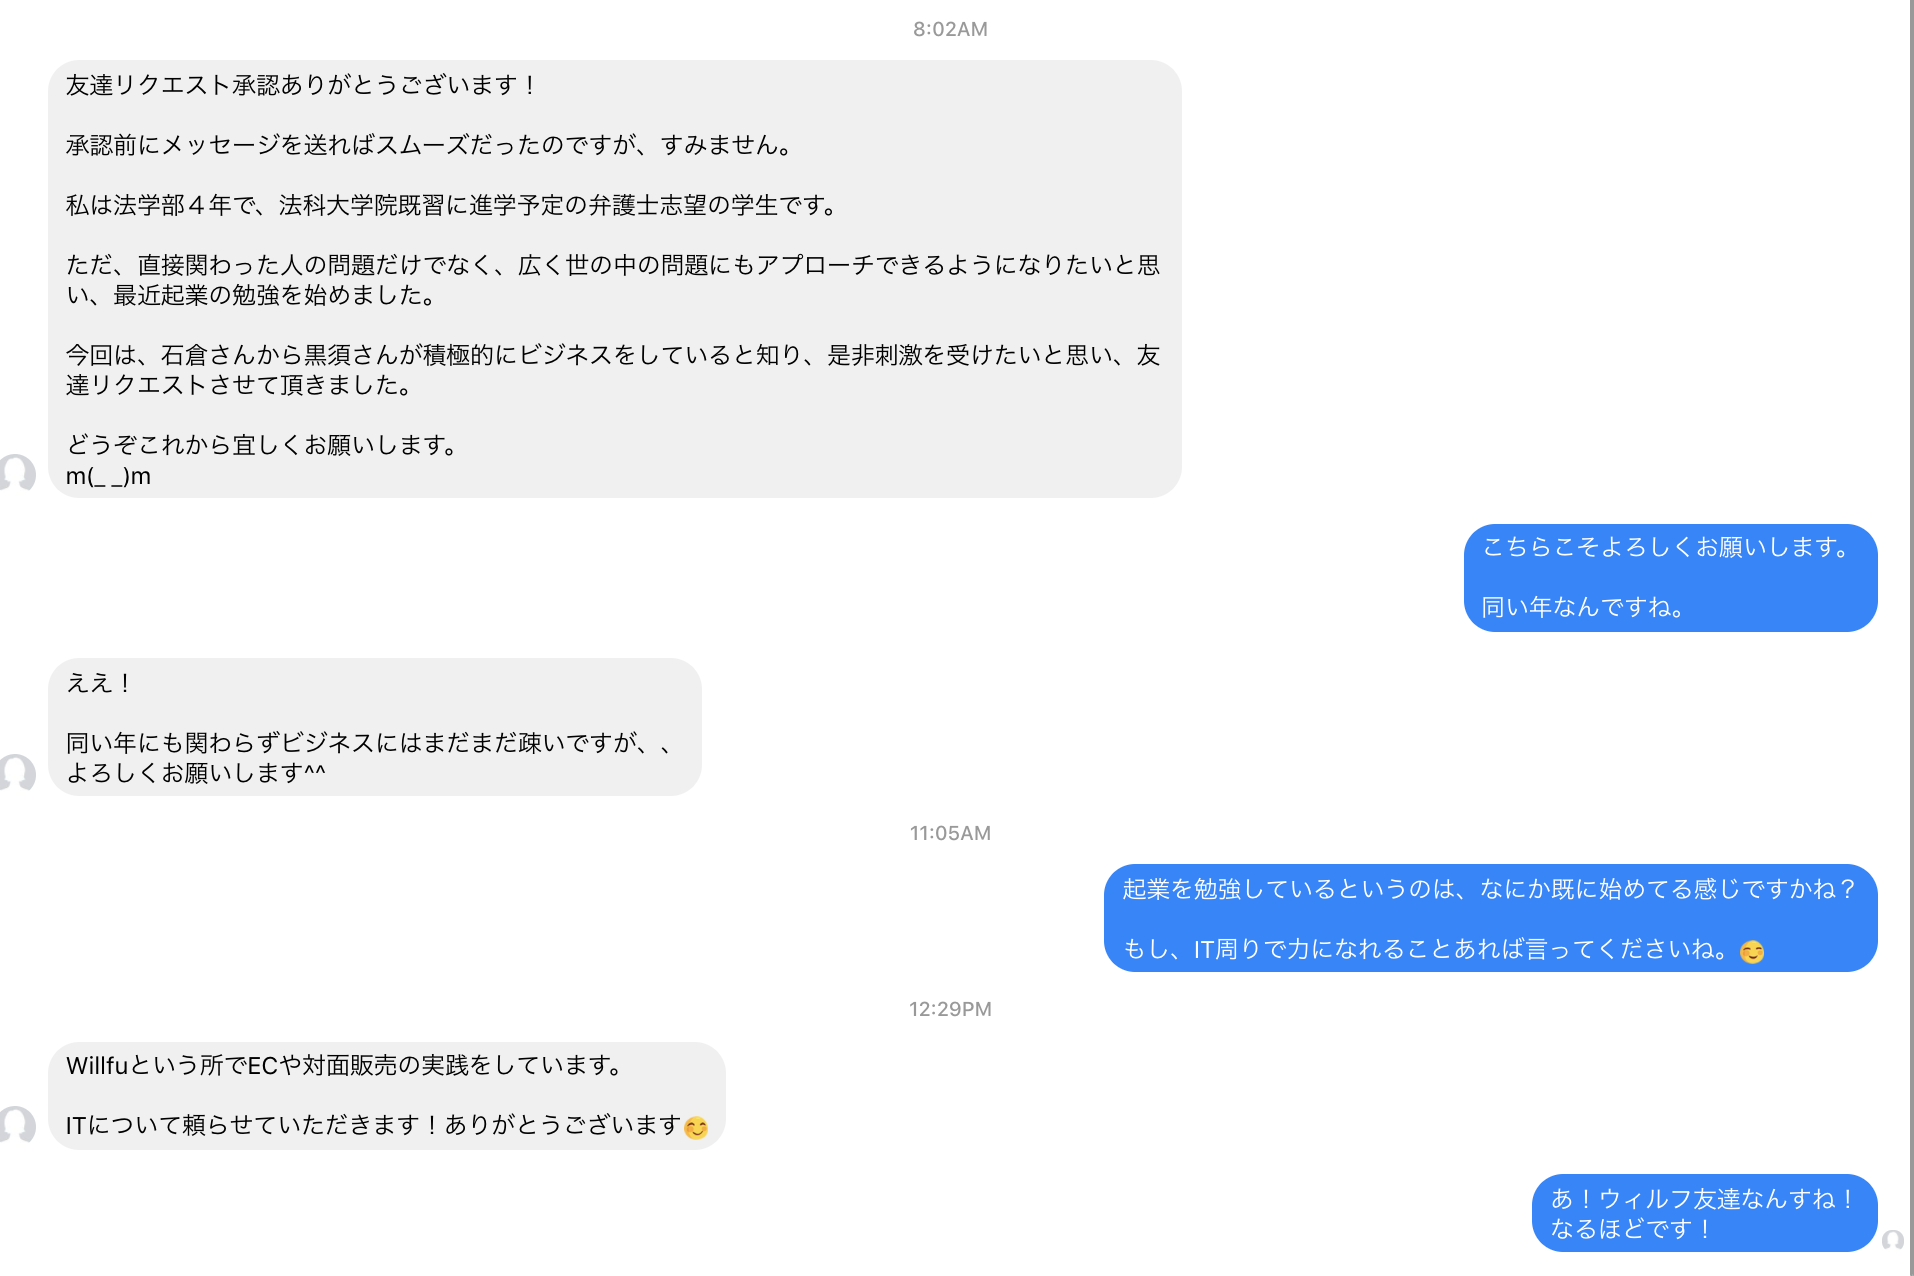 8:02AM
友達リクエスト承認ありがとうございます！
承認前にメッセージを送ればスムーズだったのですが、すみません。
私は法学部４年で、法科大学院既習に進学予定の弁護士志望の学生です。
ただ、直接関わった人の問題だけでなく、広く世の中の問題にもアプローチできるようになりたいと思
い、最近起業の勉強を始めました。
今回は、石倉さんから黒須さんが積極的にビジネスをしていると知り、是非刺激を受けたいと思い、友
達リクエストさせて頂きました。
どうぞこれから宜しくお願いします。
m(_ _)m
こちらこそよろしくお願いします。
同い年なんですね。
ええ！
同い年にも関わらずビジネスにはまだまだ疎いですが、、
よろしくお願いします^^
11:05AM
起業を勉強しているというのは、なにか既に始めてる感じですかね？
もし、IT周りで力になれることあれば言ってくださいね。😊
12:29PM
Willfuという所でECや対面販売の実践をしています。
ITについて頼らせていただきます！ありがとうございます😊
あ！ウィルフ友達なんすね！
なるほどです！